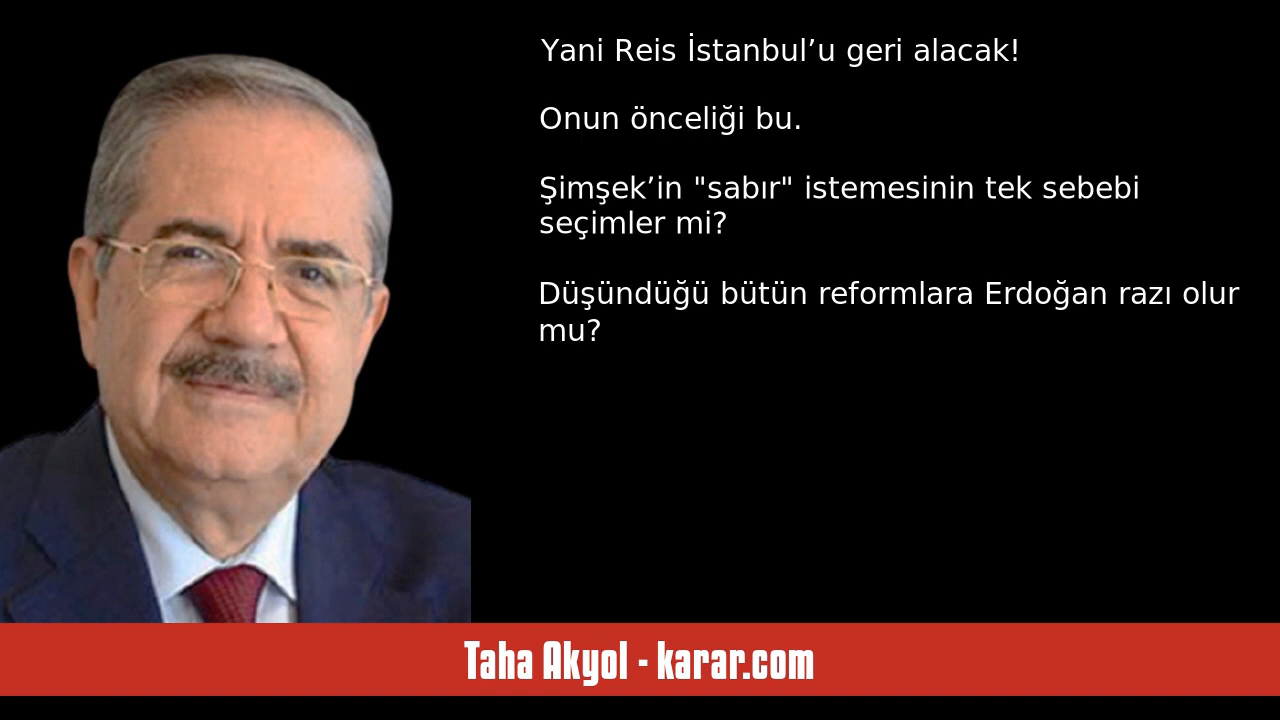 Yani Reis İstanbul’u geri alacak!
Onun önceliği bu.
Şimşek’in "sabır" istemesinin tek sebebi
seçimler mi?
Düşündüğü bütün reformlara Erdoğan razı olur
mu?
Taha Akyol - karar.com